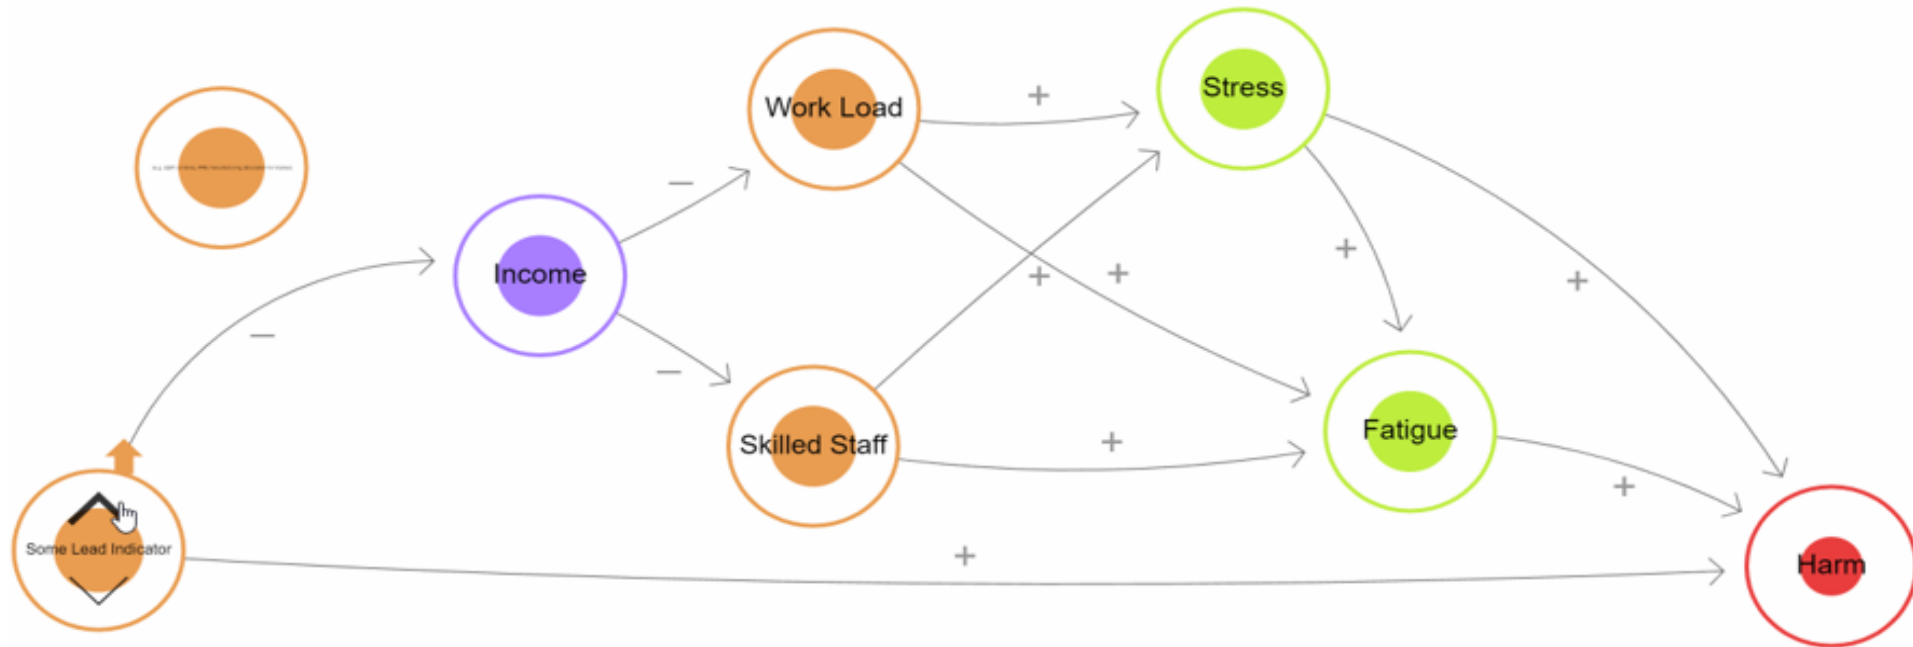 Stress
Work Load
+
+
−
Income
+
+
+
+
−
−
Skilled Staff
+
Fatigue
+
Some Lead Indicator
+
Harm